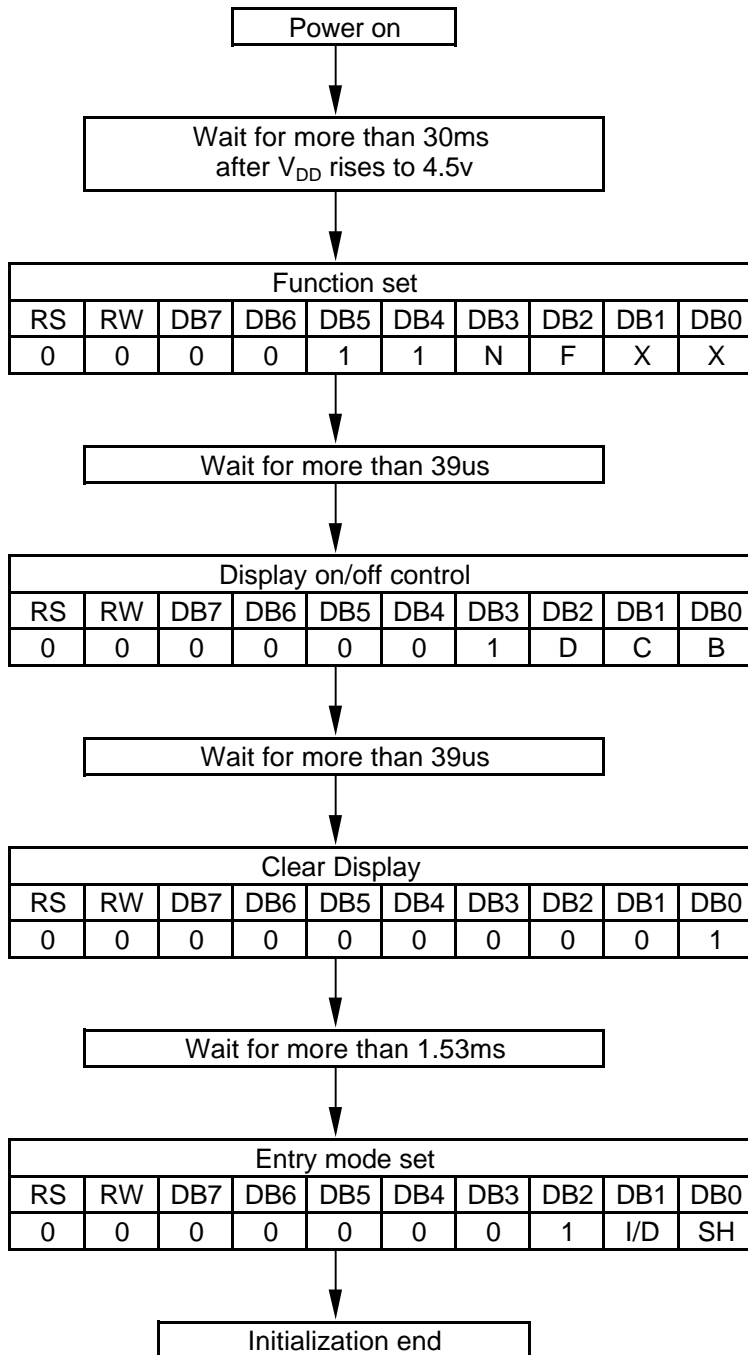 Power on
Wait for more than 30ms
after VDD rises to 4.5v
Function set
RS RW DB7 DB6 DB5 DB4 DB3 DB2 DB1 DB0
0 0 0 0 1 1 N F X X
Wait for more than 39us
Display on/off control
RS RW DB7 DB6 DB5 DB4 DB3 DB2 DB1 DB0
0 0 0 0 0 0 1 D C B
Wait for more than 39us
Clear Display
RS RW DB7 DB6 DB5 DB4 DB3 DB2 DB1 DB0
0 0 0 0 0 0 0 0 0 1
Wait for more than 1.53ms
Entry mode set
RS RW DB7 DB6 DB5 DB4 DB3 DB2 DB1 DB0
0 0 0 0 0 0 0 1 I/D SH
Initialization end